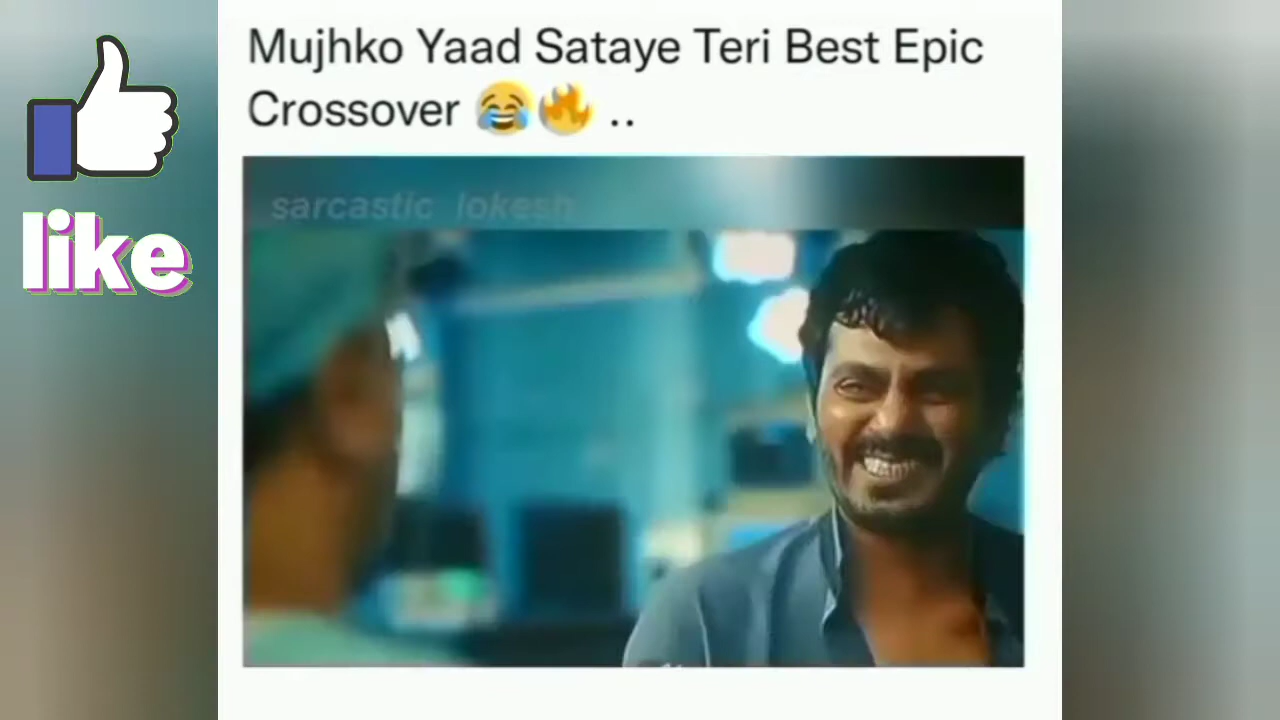 Mujhko Yaad Sataye Teri Best Epic
Crossover 😂🔥 ..
like
sarcastic lokesh